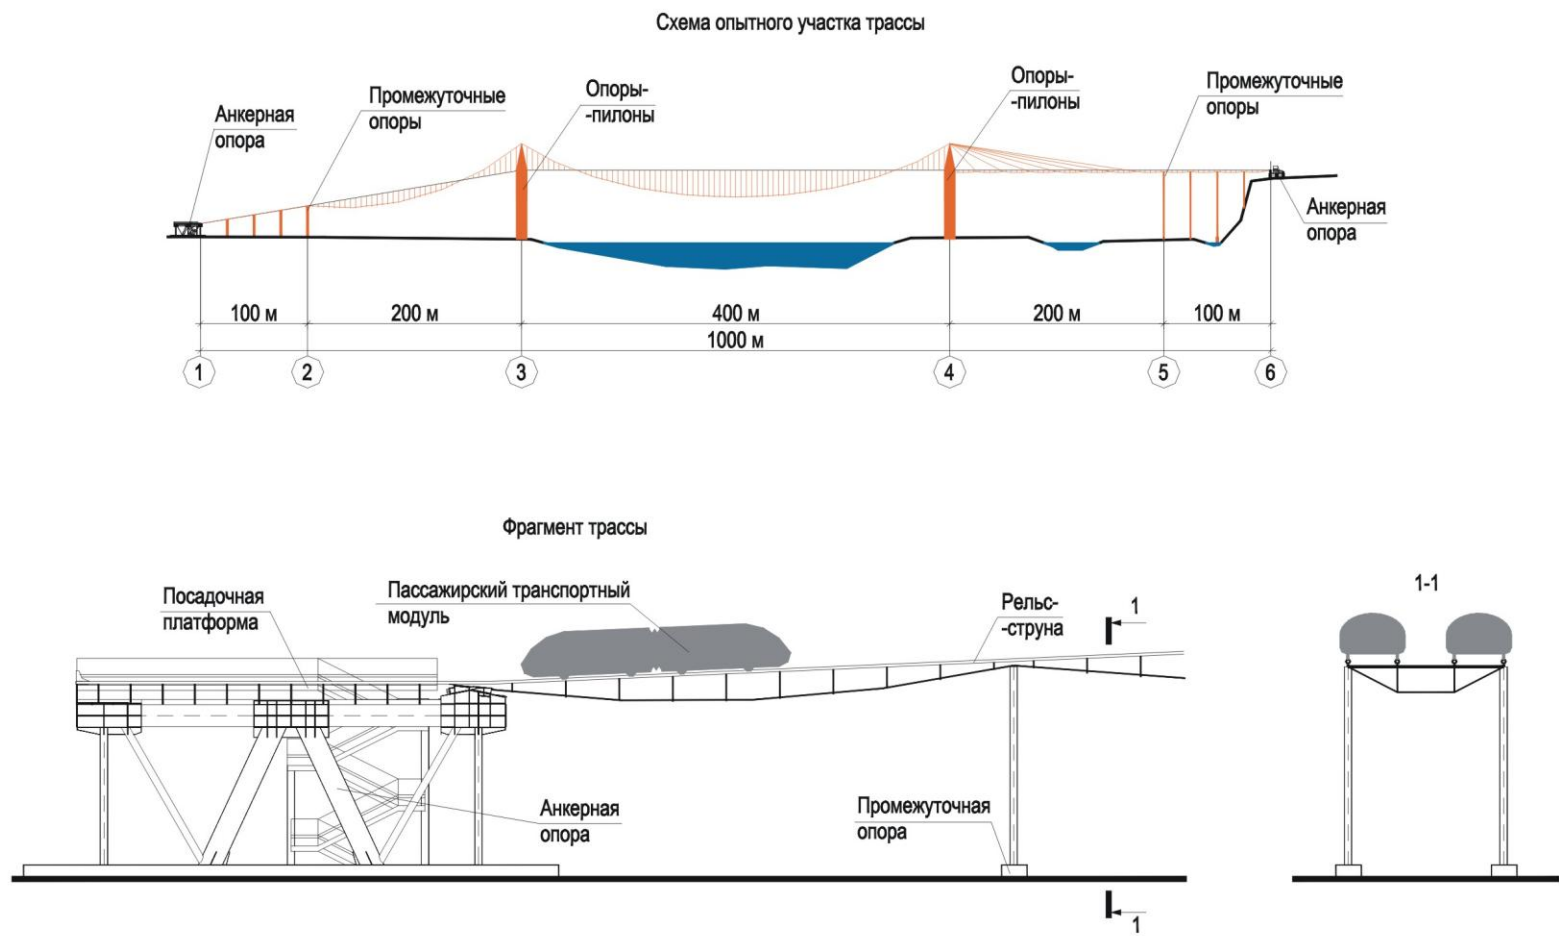 Схема опытного участка трассы
Анкерная
опора
Промежуточные
опоры
Опоры-
-пилоны
Опоры-
-пилоны
Промежуточные
опоры
Анкерная
опора
100 м
200 м
400 м
200 м
100 м
1000 м
1
2
3
4
5
6
Фрагмент трассы
Посадочная
платформа
Пассажирский транспортный
модуль
Рельс-
-струна
1
1-1
Анкерная
опора
Промежуточная
опора
1